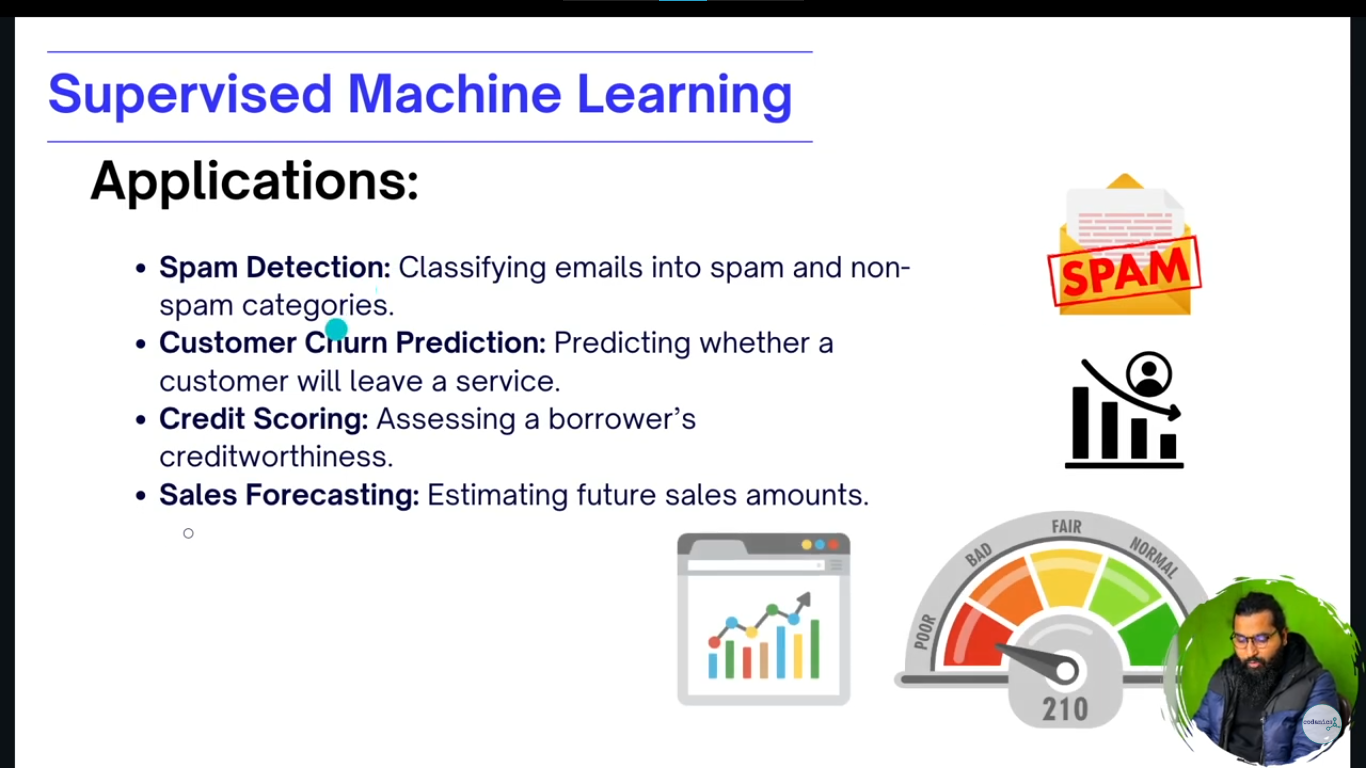 Supervised Machine Learning
Applications:
• Spam Detection: Classifying emails into spam and non-
spam categories.
• Customer Churn Prediction: Predicting whether a
customer will leave a service.
• Credit Scoring: Assessing a borrower’s
creditworthiness.
• Sales Forecasting: Estimating future sales amounts.
SPAM
POOR
BAD
FAIR
NORMAL
210
codanics